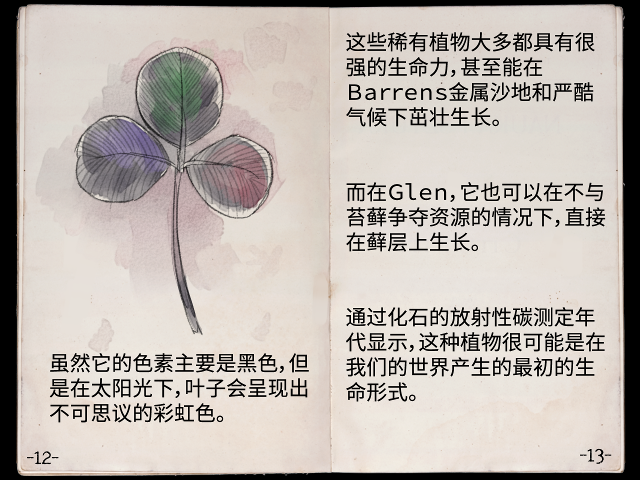 虽然它的色素主要是黑色,但
是在太阳光下,叶子会呈现出
不可思议的彩虹色。
-12-
这些稀有植物大多都具有很
强的生命力,甚至能在
Barrens金属沙地和严酷
气候下茁壮生长。
而在Glen,它也可以在不与
苔藓争夺资源的情况下,直接
在藓层上生长。
通过化石的放射性碳测定年
代显示,这种植物很可能是在
我们的世界产生的最初的生
命形式。
-13-